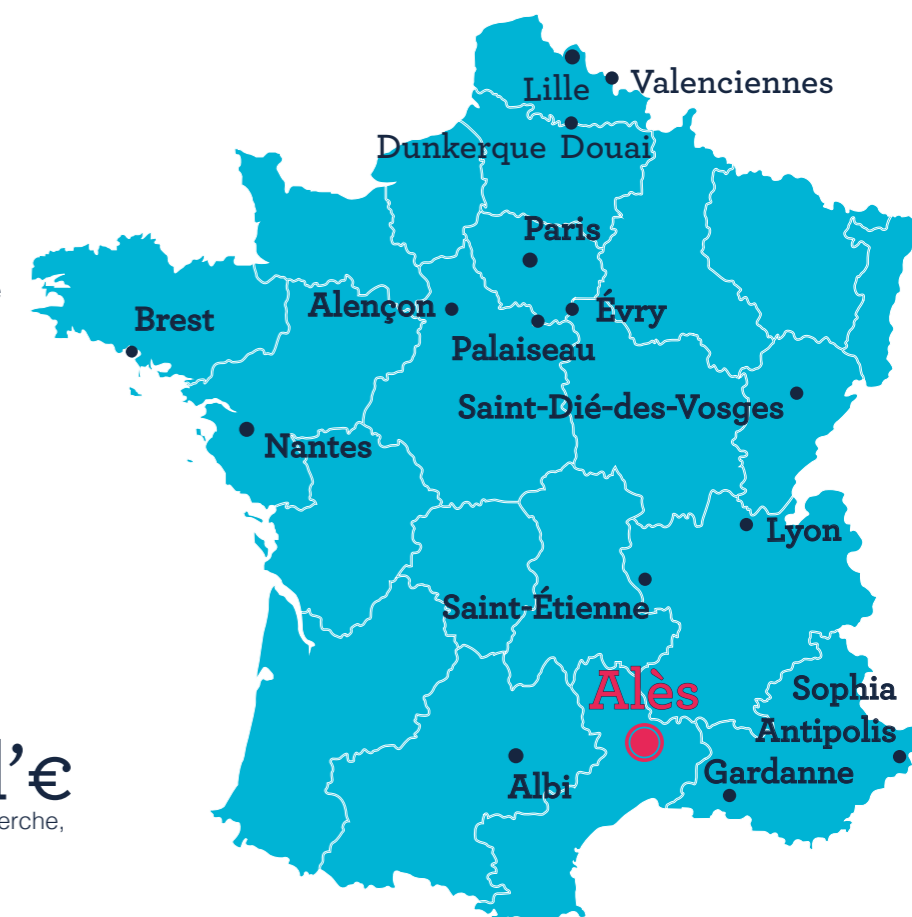 Lille
Valenciennes
Dunkerque Douai
Paris
Alençon
Évry
Brest
Palaiseau
Saint-Dié-des-Vosges
Nantes
Lyon
Saint-Étienne
Alès
Sophia
Antipolis
Gardanne
Albi
l’€
erche,